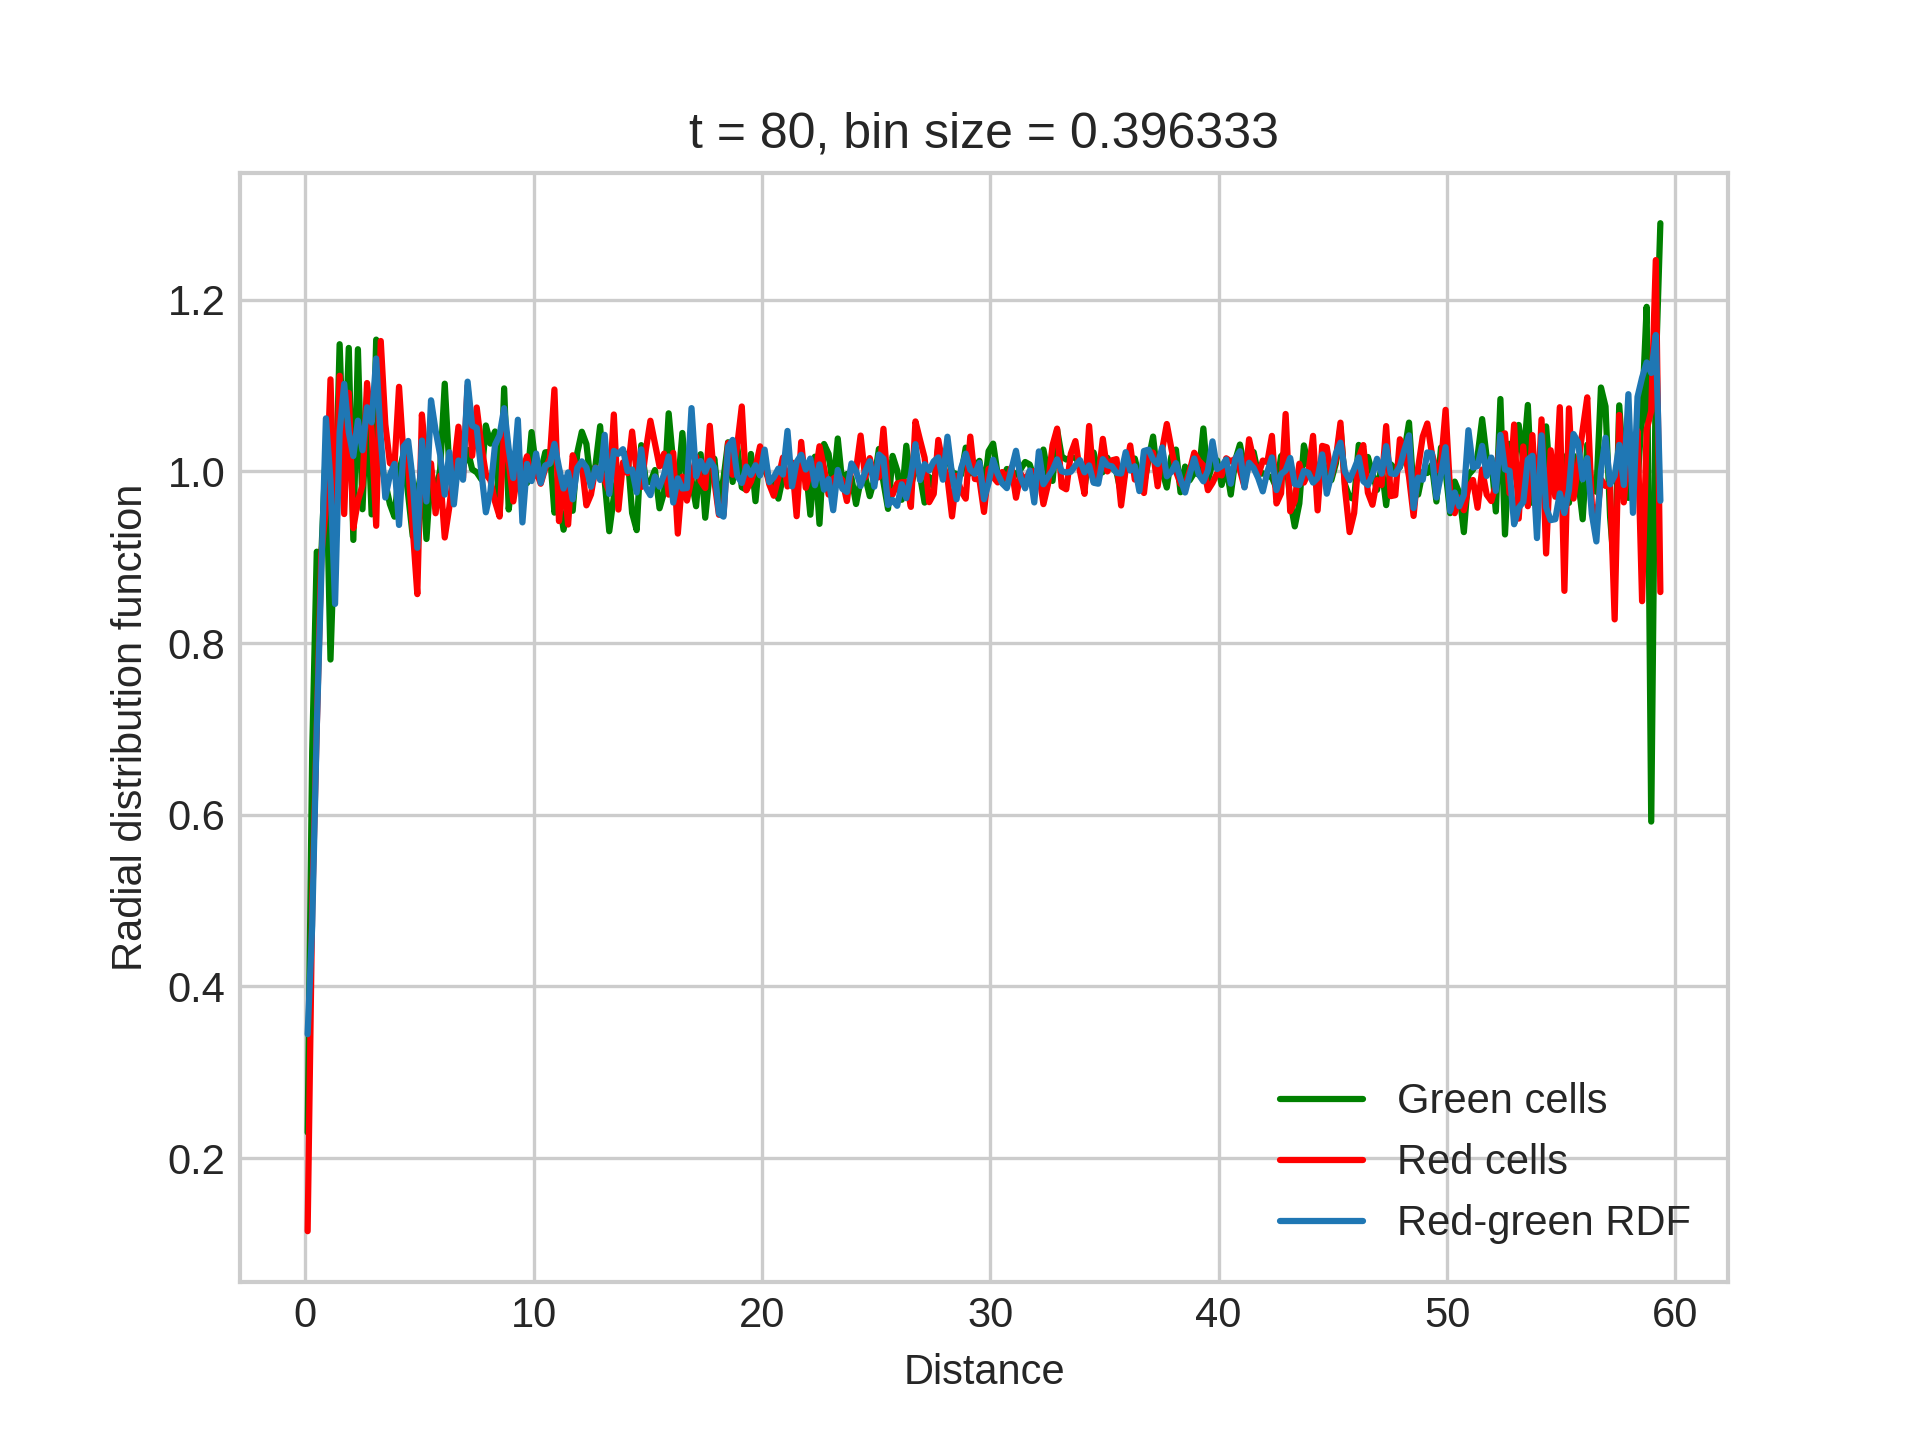 t = 80, bin size = 0.396333
Radial distribution function
1.2
1.0
0.8
0.6
0.4
0.2
Green cells
Red cells
Red-green RDF
0 10 20 30 40 50 60
Distance